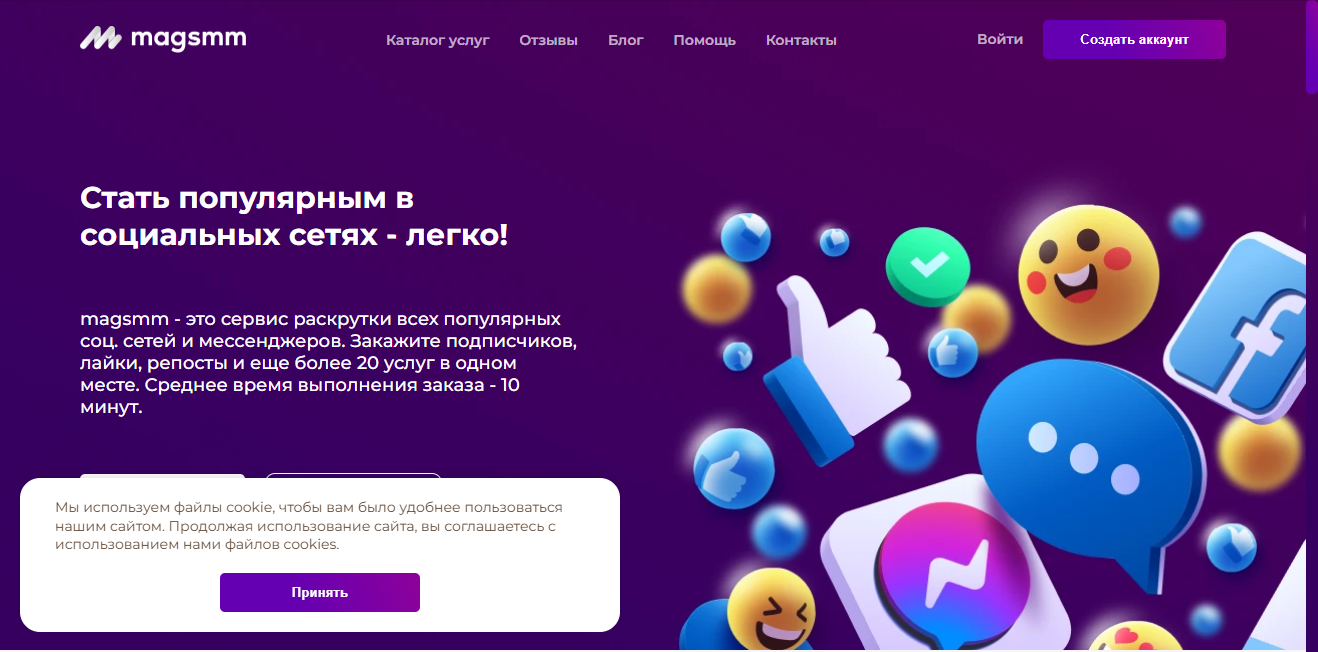 magsmm
Каталог услуг Отзывы Блог Помощь Контакты Войти Создать аккаунт
Стать популярным в
социальных сетях - легко!
magsmm - это сервис раскрутки всех популярных
соц. сетей и мессенджеров. Закажите подписчиков,
лайки, репосты и еще более 20 услуг в одном
месте. Среднее время выполнения заказа - 10
минут.
Мы используем файлы cookie, чтобы вам было удобнее пользоваться
нашим сайтом. Продолжая использование сайта, вы соглашаетесь с
использованием нами файлов cookies.
Принять